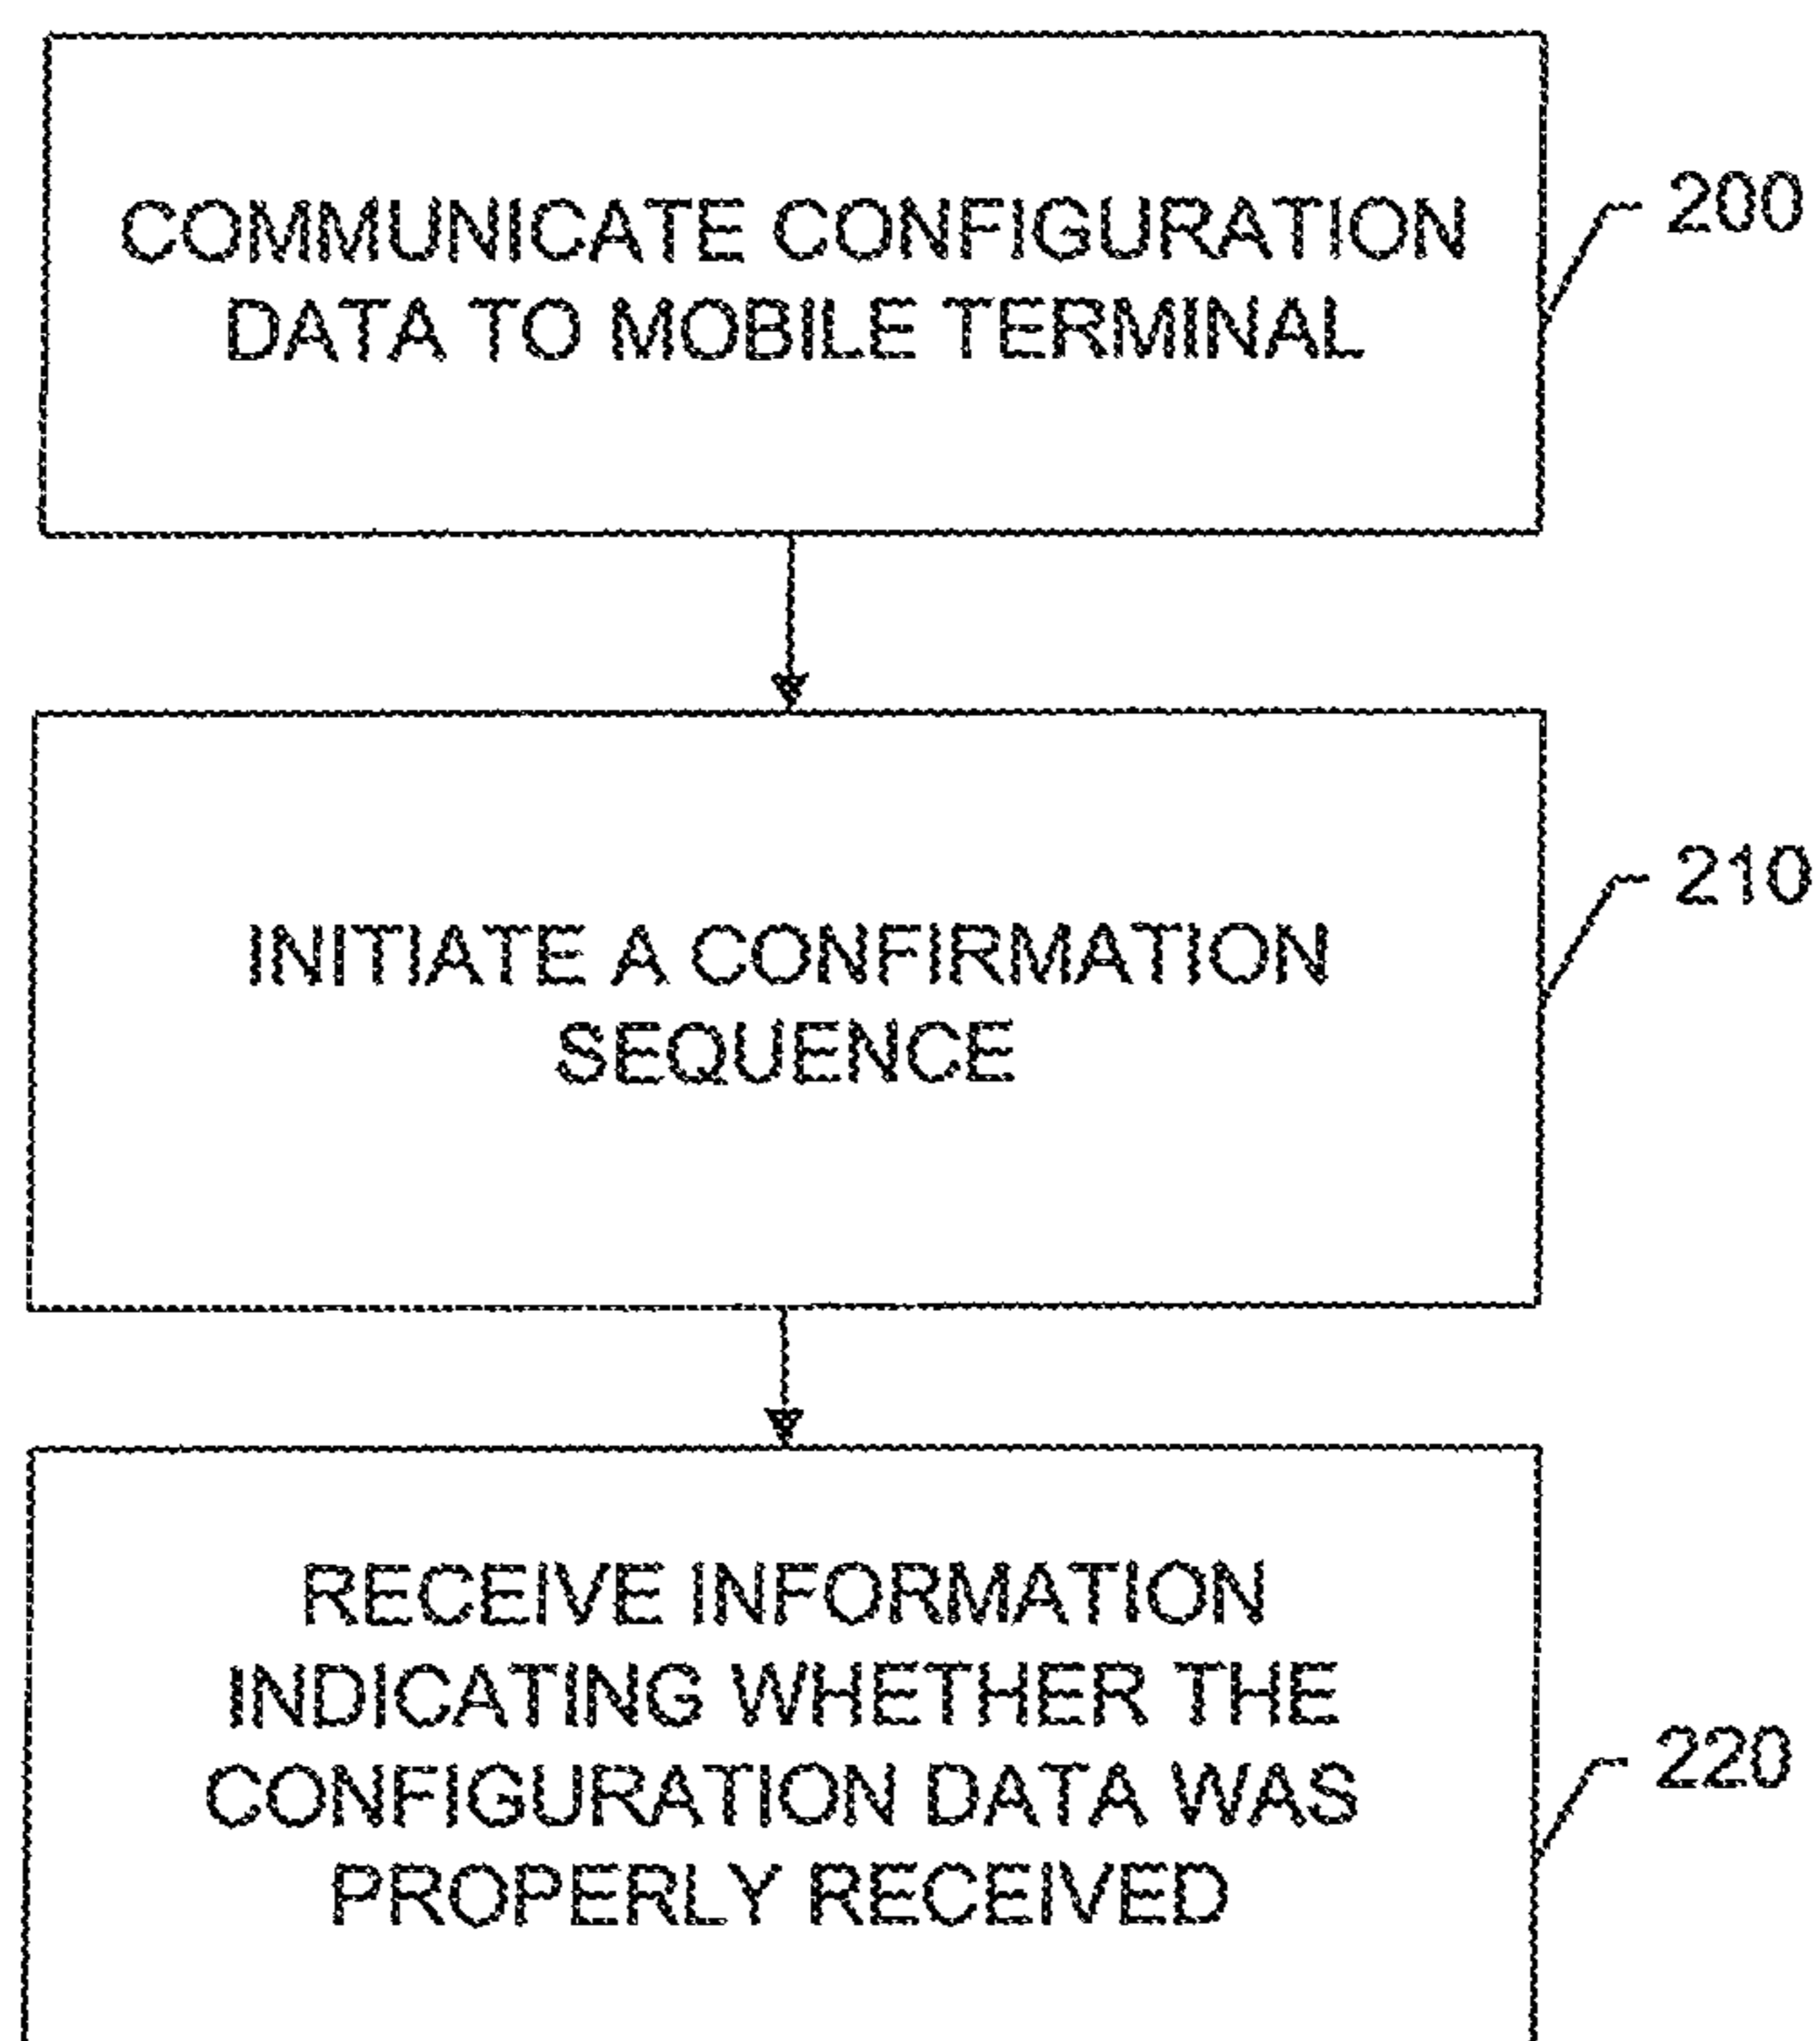 COMMUNICATE CONFIGURATION
DATA TO MOBILE TERMINAL
200
INITIATE A CONFIRMATION
SEQUENCE
210
RECEIVE INFORMATION
INDICATING WHETHER THE
CONFIGURATION DATA WAS
PROPERLY RECEIVED
220